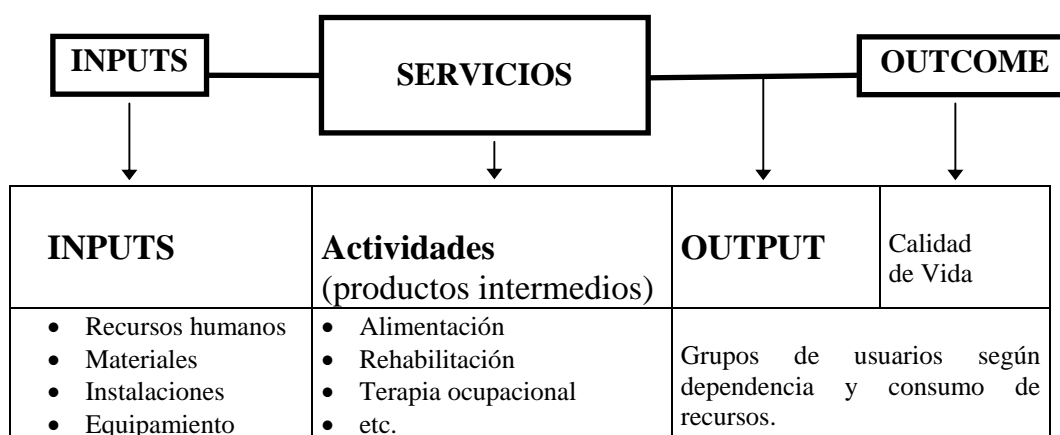 INPUTS
SERVICIOS
OUTCOME
INPUTS
Actividades
(productos intermedios)
OUTPUT
Calidad
de Vida
• Recursos humanos
• Materiales
• Instalaciones
• Equipamiento
• Alimentación
• Rehabilitación
• Terapia ocupacional
• etc.
Grupos de usuarios según
dependencia y consumo de
recursos.